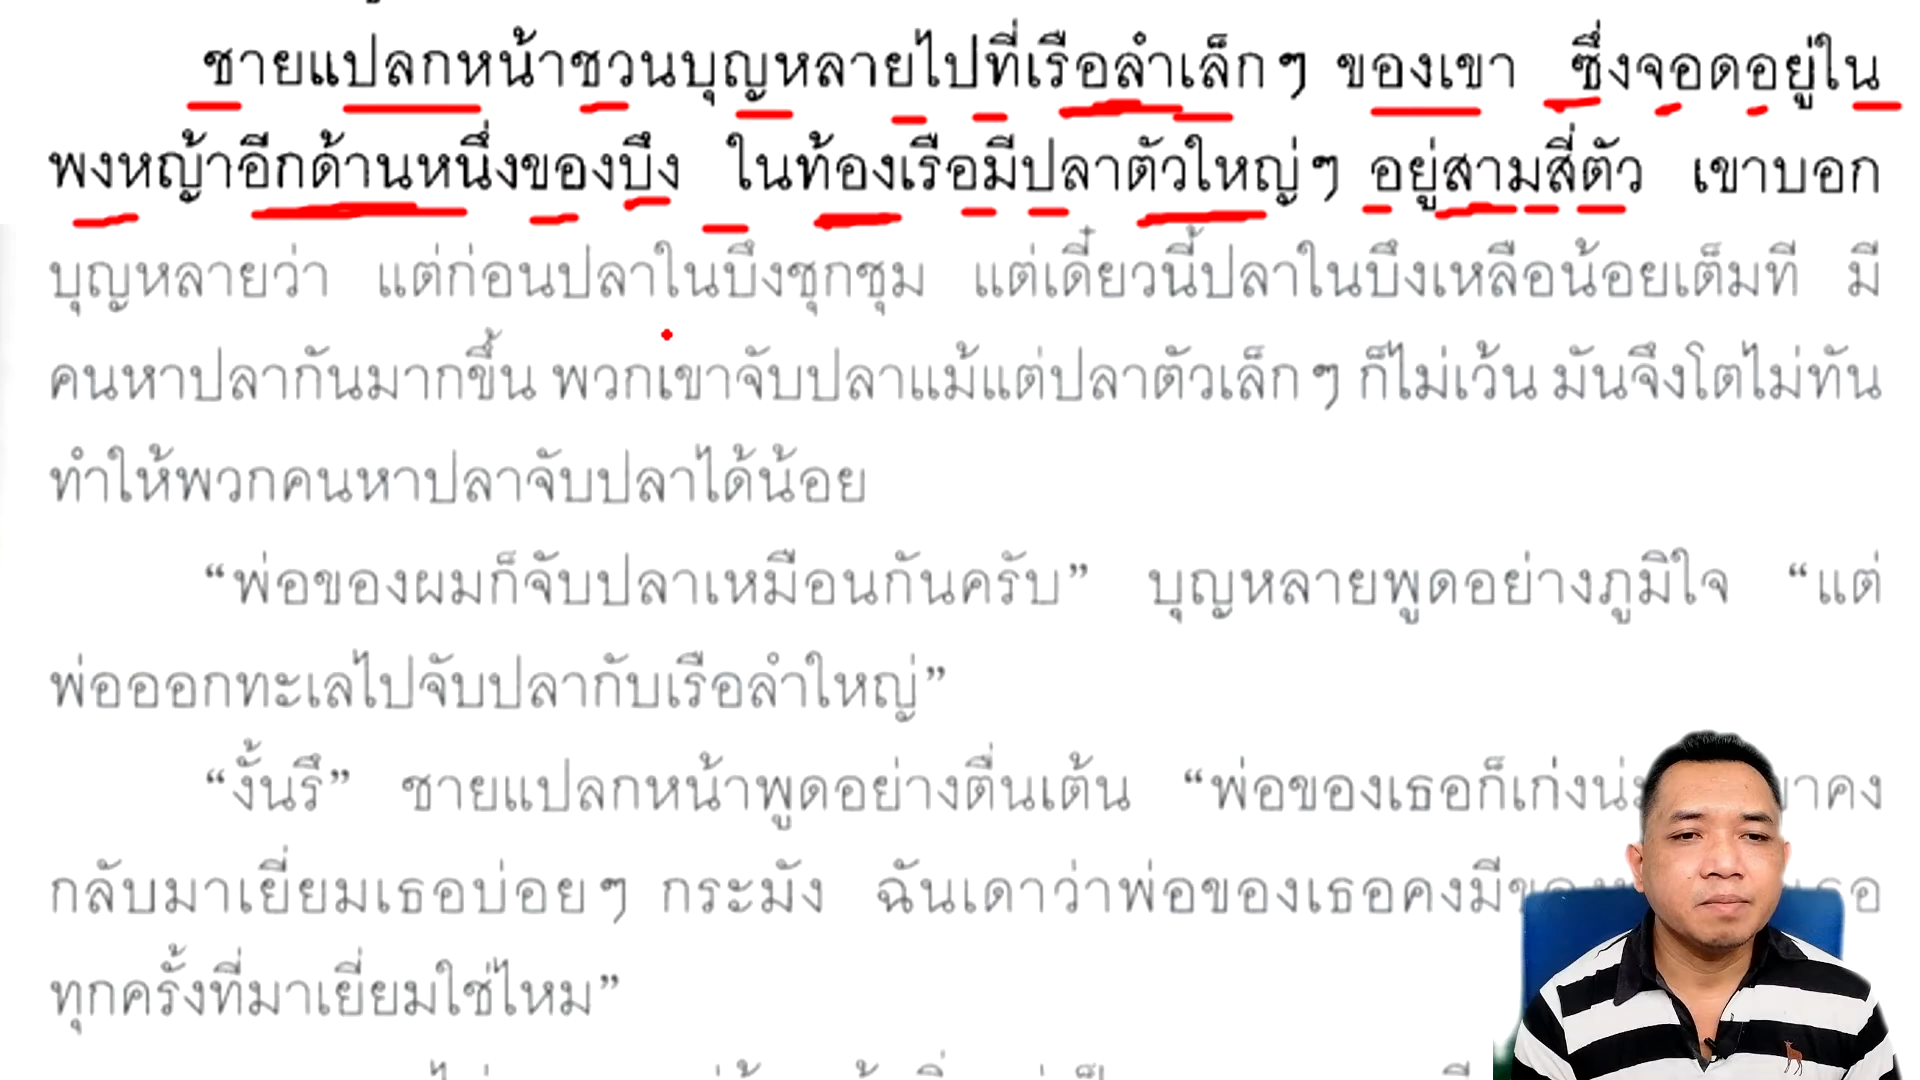 ชายแปลกหน้าชวนบุญหลายไปที่เรือลำเล็กๆ ของเขา ซึ่งจอดอยู่ใน
พงหญ้าอีกด้านหนึ่งของบึง ในท้องเรือมีปลาตัวใหญ่ๆ อยู่สามสี่ตัว เขาบอก
บุญหลายว่า แต่ก่อนปลาในบึงชุกชุม แต่เดี๋ยวนี้ปลาในบึงเหลือน้อยเต็มที มี
คนหาปลากันมากขึ้น พวกเขาจับปลาแม้แต่ปลาตัวเล็กๆ ก็ไม่เว้น มันจึงโตไม่ทัน
ทำให้พวกคนหาปลาจับปลาได้น้อย
“พ่อของผมก็จับปลาเหมือนกันครับ” บุญหลายพูดอย่างภูมิใจ “แต่
พ่อออกทะเลไปจับปลากับเรือลำใหญ่”
“งั้นรึ” ชายแปลกหน้าพูดอย่างตื่นเต้น “พ่อของเธอก็เก่งน่ะ คง
กลับมาเยี่ยมเธอบ่อยๆ กระมัง ฉันเดาว่าพ่อของเธอคงมี
ทุกครั้งที่มาเยี่ยมใช่ไหม”